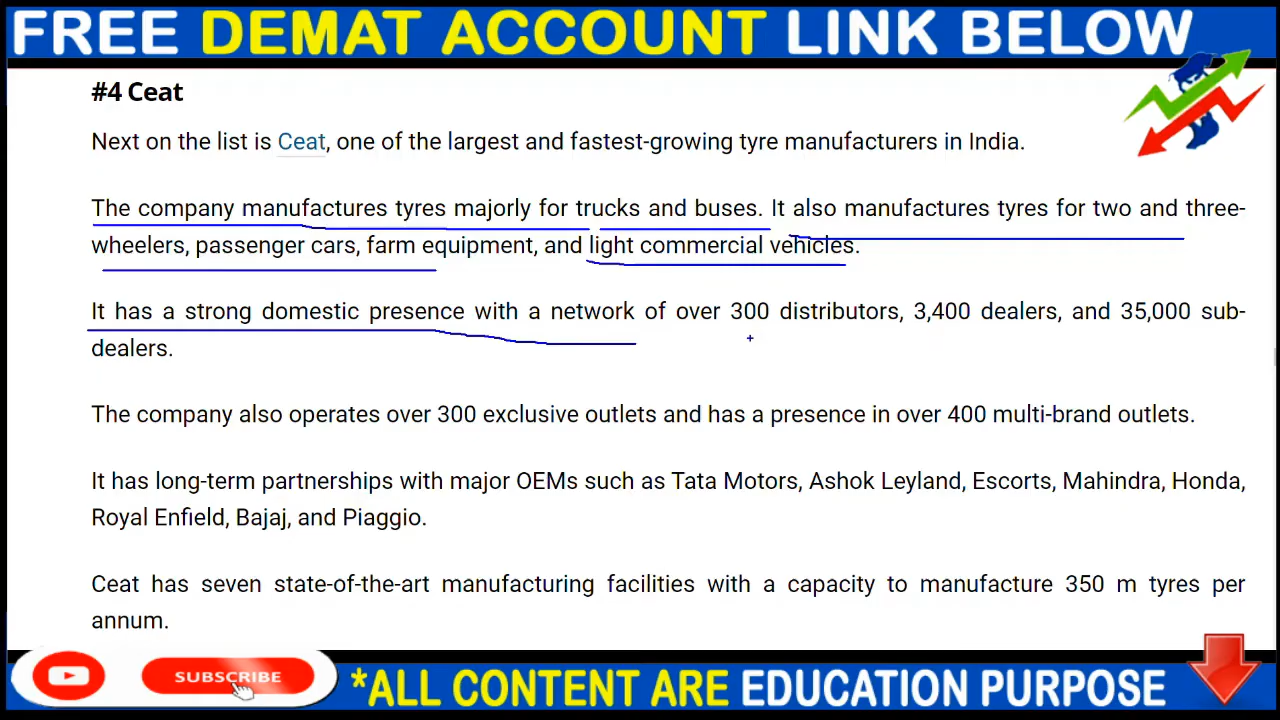 FREE DEMAT ACCOUNT LINK BELOW
#4 Ceat
Next on the list is Ceat, one of the largest and fastest-growing tyre manufacturers in India.
The company manufactures tyres majorly for trucks and buses. It also manufactures tyres for two and three-
wheelers, passenger cars, farm equipment, and light commercial vehicles.
It has a strong domestic presence with a network of over 300 distributors, 3,400 dealers, and 35,000 sub-
dealers.
The company also operates over 300 exclusive outlets and has a presence in over 400 multi-brand outlets.
It has long-term partnerships with major OEMs such as Tata Motors, Ashok Leyland, Escorts, Mahindra, Honda,
Royal Enfield, Bajaj, and Piaggio.
Ceat has seven state-of-the-art manufacturing facilities with a capacity to manufacture 350 m tyres per
annum.
SUBSCRIBE
*ALL CONTENT ARE EDUCATION PURPOSE